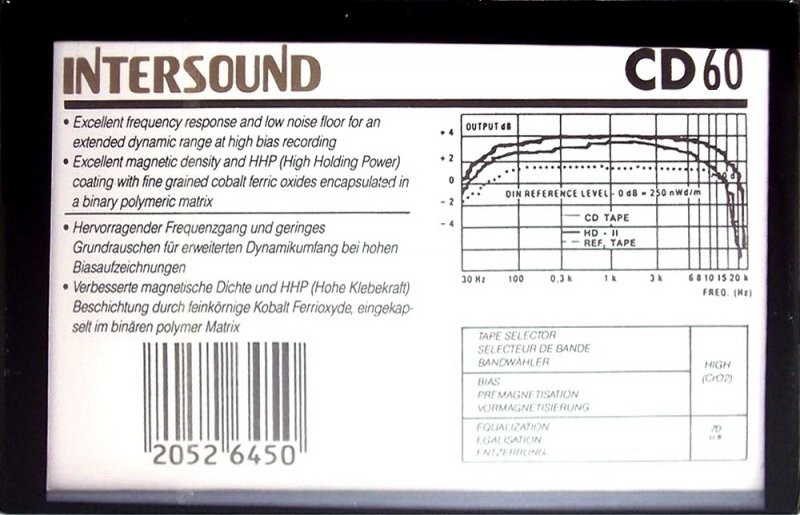 INTERSOUND
CD 60
• Excellent frequency response and low noise floor for an
extended dynamic range at high bias recording
• Excellent magnetic density and HHP (High Holding Power)
coating with fine grained cobalt ferric oxides encapsulated in
a binary polymeric matrix
• Hervorragender Frequenzgang und geringes
Grundrauschen für erweiterten Dynamikumfang bei hohen
Biasaufzeichnungen
• Verbesserte magnetische Dichte und HHP (Hohe Klebekraft)
Beschichtung durch feinkörnige Kobalt Ferrioxyde, eingekap-
selt im binären polymer Matrix
2052 6450
OUTPUT dB
+ 4
+ 2
0
- 2
- 4
DIN REFERENCE LEVEL - 0 dB = 250 nWd/m
CD TAPE
HD - II
REF, TAPE
30 Hz 100 0,3 k 1 k 3 k 6 8 10 15 20 k
FREQ. (Hz)
TAPE SELECTOR
SELECTEUR DE BANDE
BANDWÄHLER
HIGH
(CrO2)
BIAS
PREMAGNETISATION
VORMAGNETISIERUNG
EQUALIZATION
EGALISATION
ENTZERRUNG
70